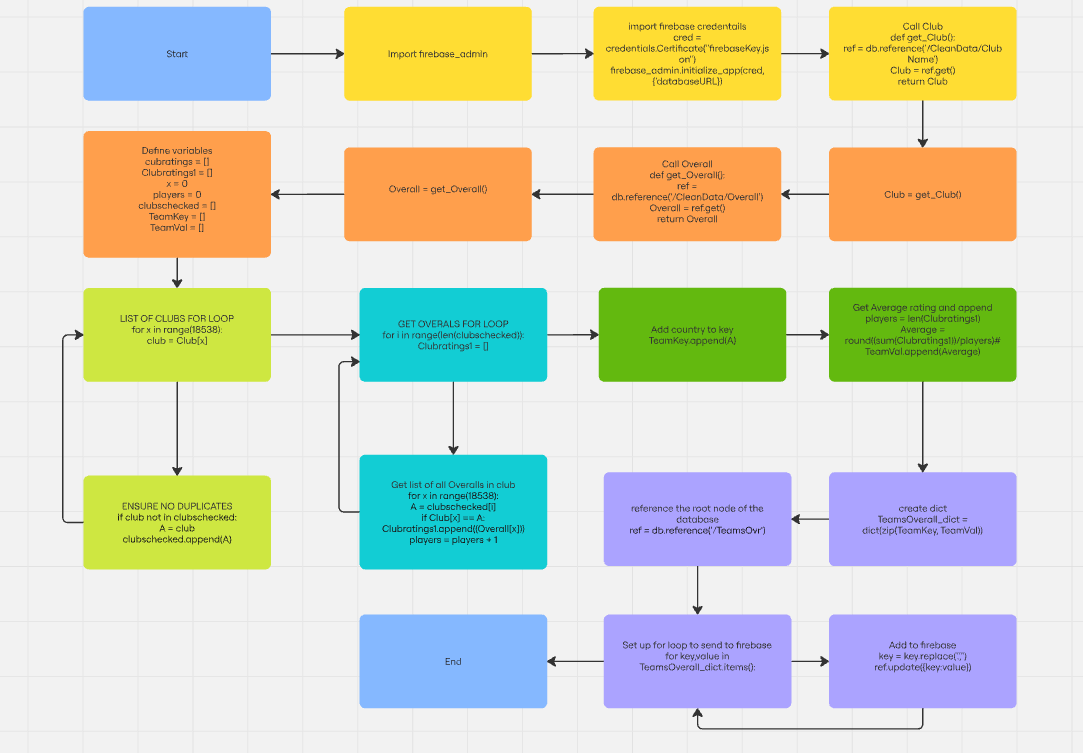 Start
Import firebase_admin
import firebase credentails
cred =
credentials.Certificate("firebaseKey.js
on")
firebase_admin.initialize_app(cred,
{'databaseURL})
Call Club
def get_Club():
ref = db.reference('/CleanData/Club
Name')
Club = ref.get()
return Club
Define variables
cubratings = []
Clubratings1 = []
x = 0
players = 0
clubschecked = []
TeamKey = []
TeamVal = []
Overall = get_Overall()
Call Overall
def get_Overall():
ref =
db.reference('/CleanData/Overall')
Overall = ref.get()
return Overall
Club = get_Club()
LIST OF CLUBS FOR LOOP
for x in range(18538):
club = Club[x]
GET OVERALS FOR LOOP
for i in range(len(clubschecked)):
Clubratings1 = []
Add country to key
TeamKey.append(A)
Get Average rating and append
players = len(Clubratings1)
Average =
round((sum(Clubratings1))/players)#
TeamVal.append(Average)
ENSURE NO DUPLICATES
if club not in clubschecked:
A = club
clubschecked.append(A)
Get list of all Overalls in club
for x in range(18538):
A = clubschecked[i]
if Club[x] == A:
Clubratings1.append((Overall[x]))
players = players + 1
reference the root node of the
database
ref = db.reference('/TeamsOvr')
create dict
TeamsOverall_dict =
dict(zip(TeamKey, TeamVal))
End
Set up for loop to send to firebase
for key,value in
TeamsOverall_dict.items():
Add to firebase
key = key.replace(".","")
ref.update({key:value})